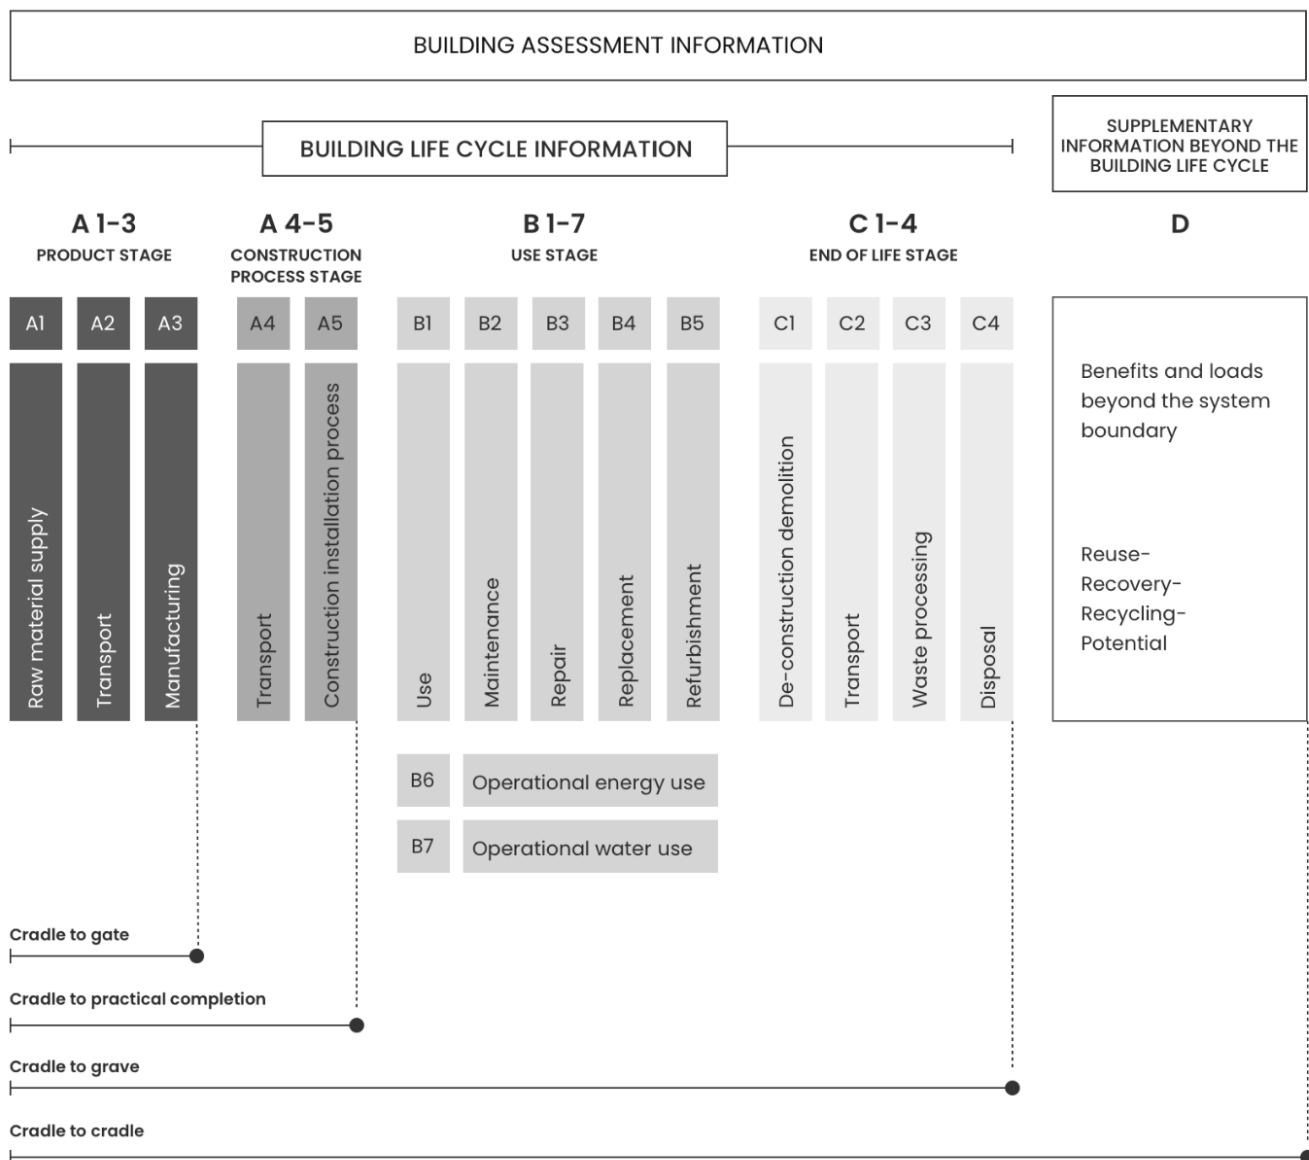 BUILDING ASSESSMENT INFORMATION
BUILDING LIFE CYCLE INFORMATION
SUPPLEMENTARY
INFORMATION BEYOND THE
BUILDING LIFE CYCLE
A 1-3
PRODUCT STAGE
A 4-5
CONSTRUCTION
PROCESS STAGE
B 1-7
USE STAGE
C 1-4
END OF LIFE STAGE
D
A1
A2
A3
A4
A5
B1
B2
B3
B4
B5
C1
C2
C3
C4
Raw material supply
Transport
Manufacturing
Transport
Construction installation process
Use
Maintenance
Repair
Replacement
Refurbishment
De-construction demolition
Transport
Waste processing
Disposal
Benefits and loads
beyond the system
boundary
Reuse-
Recovery-
Recycling-
Potential
B6
Operational energy use
B7
Operational water use
Cradle to gate
Cradle to practical completion
Cradle to grave
Cradle to cradle